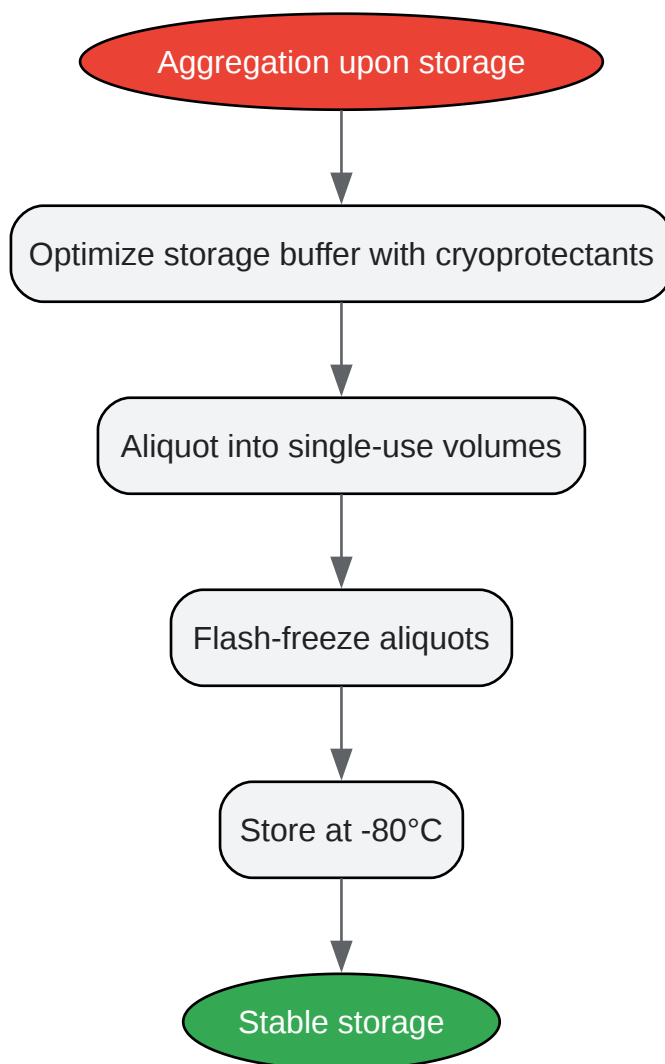 Aggregation upon storage
Optimize storage buffer with cryoprotectants
Aliquot into single-use volumes
Flash-freeze aliquots
Store at -80°C
Stable storage